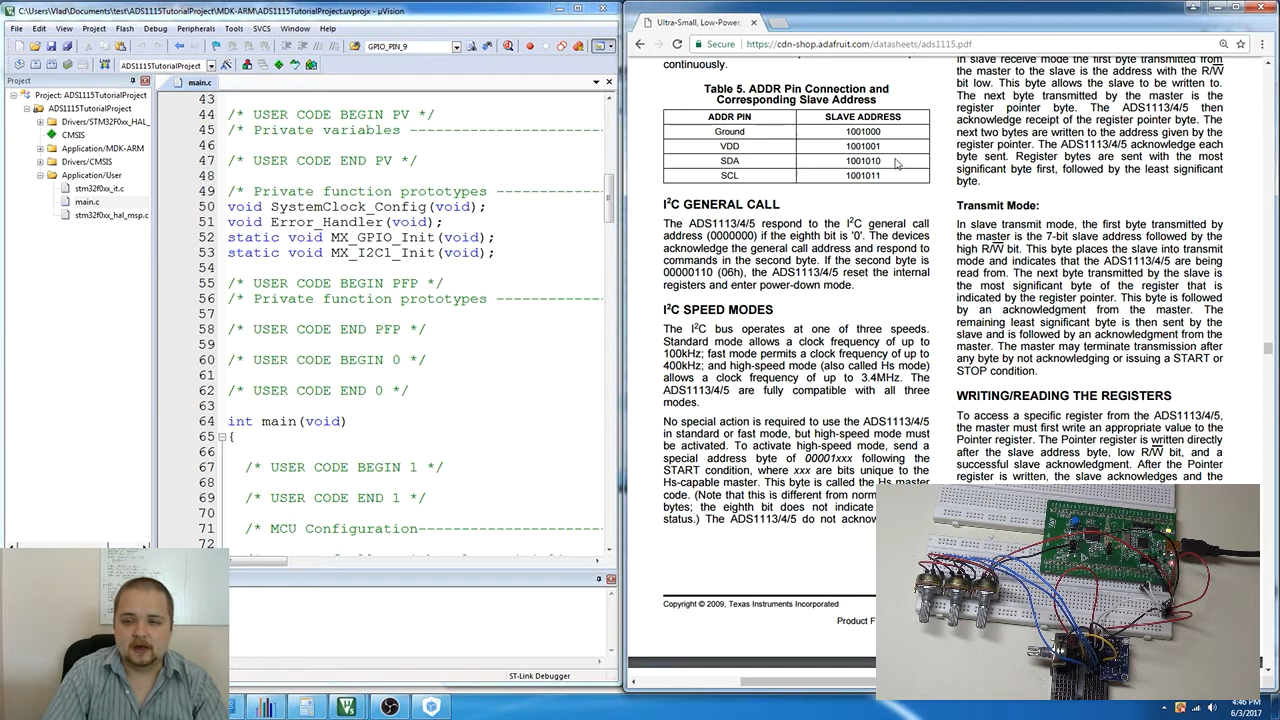 C:\Users\Vlad\Documents\test\ADS1115TutorialProject\MDK-ARM\ADS1115TutorialProject.uvprojx - µVision
File Edit View Project Flash Debug Peripherals Tools SVCS Window Help
GPIO_PIN_9
ADS1115TutorialProject
Project
Project: ADS1115TutorialProject
ADS1115TutorialProject
Drivers/STM32F0xx_HAL_
CMSIS
Application/MDK-ARM
Drivers/CMSIS
Application/User
stm32f0xx_it.c
main.c
stm32f0xx_hal_msp.c
main.c
43
44 /* USER CODE BEGIN PV */
45 /* Private variables ----------
46
47 /* USER CODE END PV */
48
49 /* Private function prototypes ----------
50 void SystemClock_Config(void);
51 void Error_Handler(void);
52 static void MX_GPIO_Init(void);
53 static void MX_I2C1_Init(void);
54
55 /* USER CODE BEGIN PFP */
56 /* Private function prototypes ----------
57
58 /* USER CODE END PFP */
59
60 /* USER CODE BEGIN 0 */
61
62 /* USER CODE END 0 */
63
64 int main(void)
65 {
66
67 /* USER CODE BEGIN 1 */
68
69 /* USER CODE END 1 */
70
71 /* MCU Configuration----------
72
ST-Link Debugger
Ultra-Small, Low-Power,
Secure https://cdn-shop.adafruit.com/datasheets/ads1115.pdf
continuously.
Table 5. ADDR Pin Connection and
Corresponding Slave Address
ADDR PIN SLAVE ADDRESS
Ground 1001000
VDD 1001001
SDA 1001010
SCL 1001011
I²C GENERAL CALL
The ADS1113/4/5 respond to the I²C general call
address (0000000) if the eighth bit is '0'. The devices
acknowledge the general call address and respond to
commands in the second byte. If the second byte is
00000110 (06h), the ADS1113/4/5 reset the internal
registers and enter power-down mode.
I²C SPEED MODES
The I²C bus operates at one of three speeds.
Standard mode allows a clock frequency of up to
100kHz; fast mode permits a clock frequency of up to
400kHz; and high-speed mode (also called Hs mode)
allows a clock frequency of up to 3.4MHz. The
ADS1113/4/5 are fully compatible with all three
modes.
No special action is required to use the ADS1113/4/5
in standard or fast mode, but high-speed mode must
be activated. To activate high-speed mode, send a
special address byte of 00001xxx following the
START condition, where xxx are bits unique to the
Hs-capable master. This byte is called the Hs master
code. (Note that this is different from norm
bytes; the eighth bit does not indicate
status.) The ADS1113/4/5 do not acknow
Copyright © 2009, Texas Instruments Incorporated
Product F
In slave receive mode the first byte transmitted from
the master to the slave is the address with the R/W
bit low. This byte allows the slave to be written to.
The next byte transmitted by the master is the
register pointer byte. The ADS1113/4/5 then
acknowledge receipt of the register pointer byte. The
next two bytes are written to the address given by the
register pointer. The ADS1113/4/5 acknowledge each
byte sent. Register bytes are sent with the most
significant byte first, followed by the least significant
byte.
Transmit Mode:
In slave transmit mode, the first byte transmitted by
the master is the 7-bit slave address followed by the
high R/W bit. This byte places the slave into transmit
mode and indicates that the ADS1113/4/5 are being
read from. The next byte transmitted by the slave is
the most significant byte of the register that is
indicated by the register pointer. This byte is followed
by an acknowledgment from the master. The
remaining least significant byte is then sent by the
slave and is followed by an acknowledgment from the
master. The master may terminate transmission after
any byte by not acknowledging or issuing a START or
STOP condition.
WRITING/READING THE REGISTERS
To access a specific register from the ADS1113/4/5,
the master must first write an appropriate value to the
Pointer register. The Pointer register is written directly
after the slave address byte, low R/W bit, and a
successful slave acknowledgment. After the Pointer
register is written, the slave acknowledges and the
4:46 PM
6/3/2017